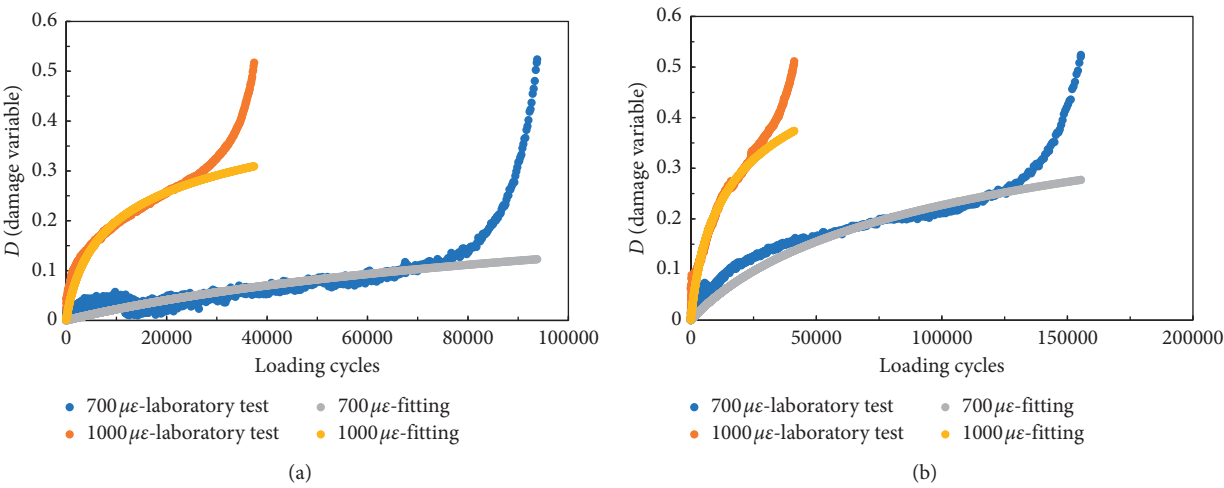 0.6
0.5
0.4
0.3
0.2
0.1
0
D (damage variable)
0 20000 40000 60000 80000 100000
Loading cycles
700 με-laboratory test 700 με-fitting
1000 με-laboratory test 1000 με-fitting
(a)
0.6
0.5
0.4
0.3
0.2
0.1
0
D (damage variable)
0 50000 100000 150000 200000
Loading cycles
700 με-laboratory test 700 με-fitting
1000 με-laboratory test 1000 με-fitting
(b)